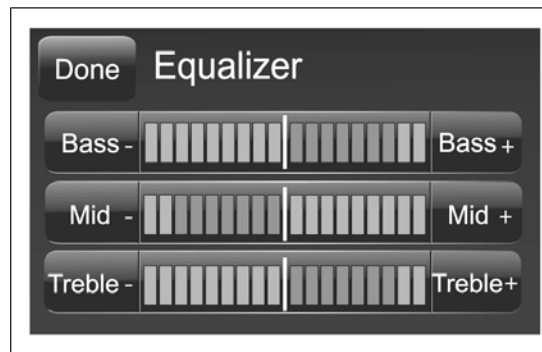 Done Equalizer
Bass - Bass +
Mid - Mid +
Treble - Treble+